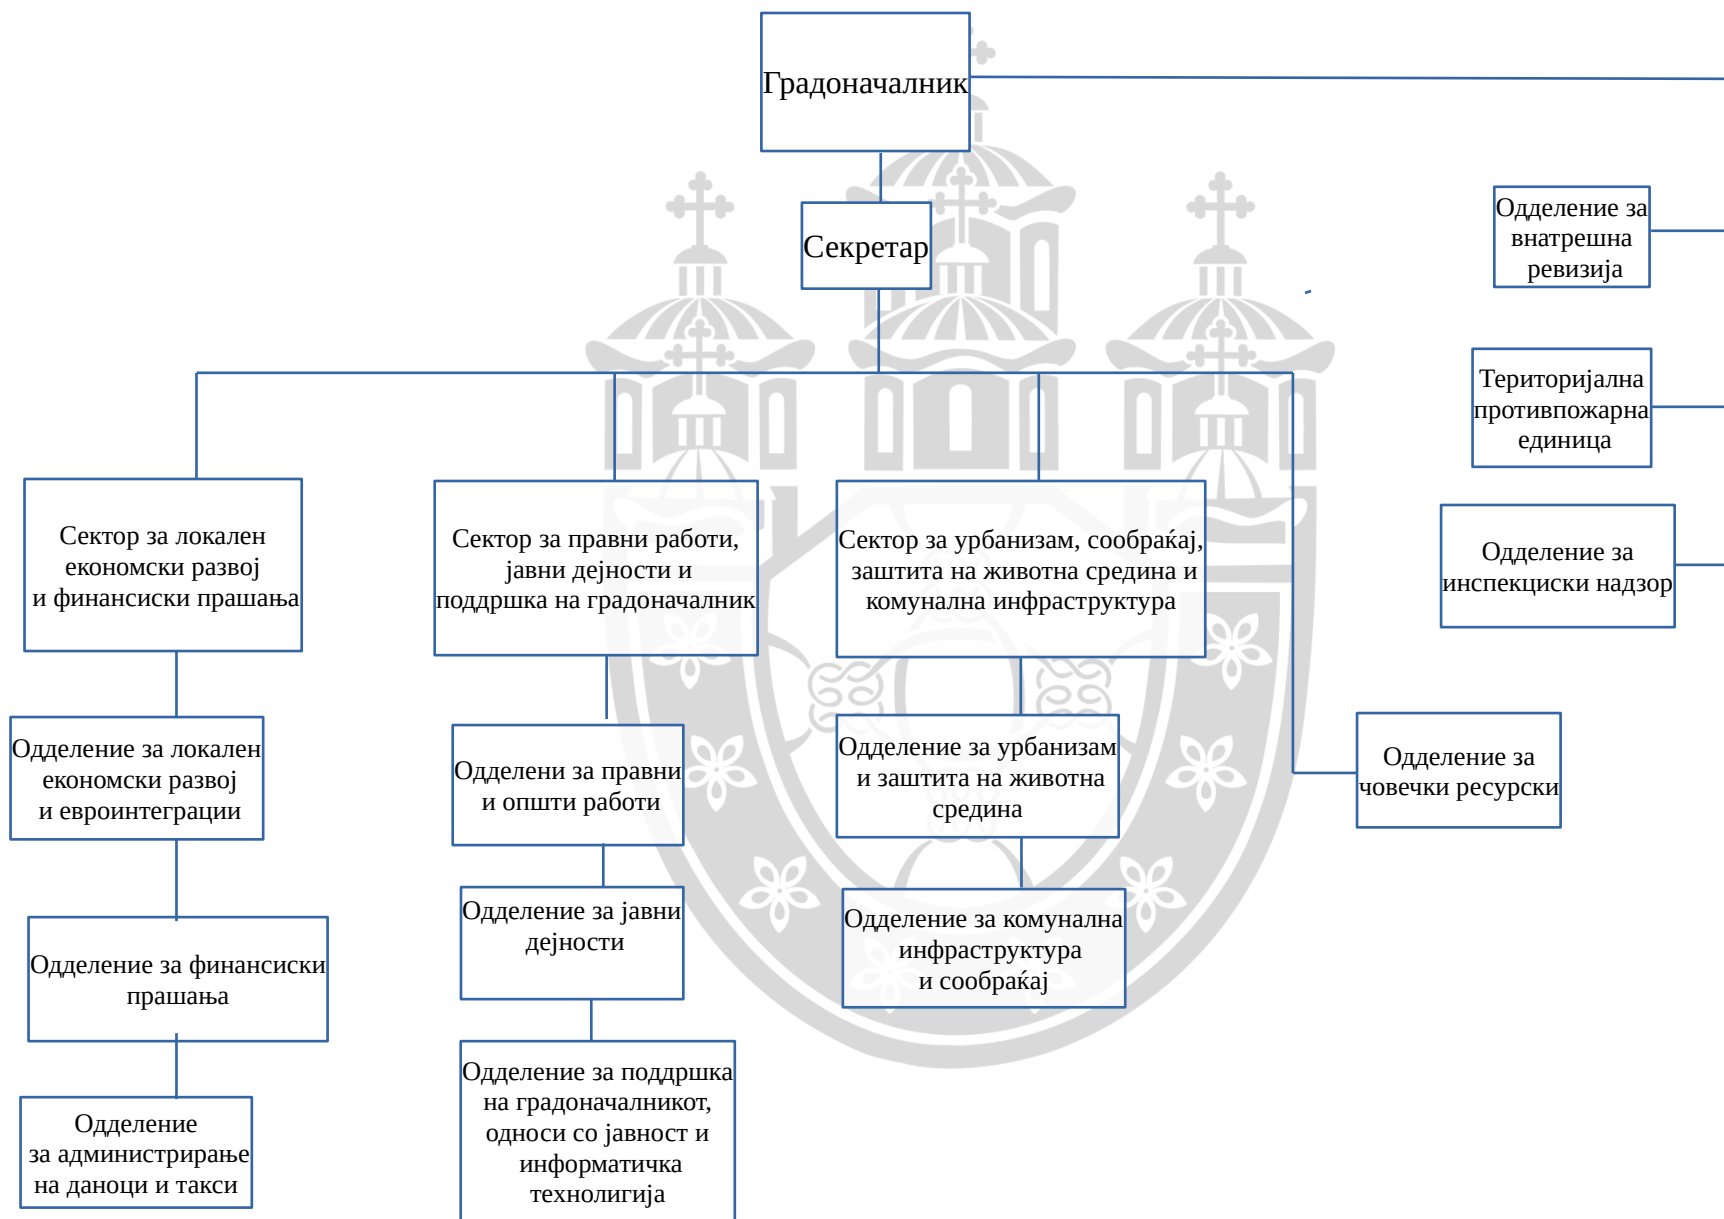 Градоначалник
Секретар
Одделение за
внатрешна
ревизија
Територијална
противпожарна
единица
Одделение за
инспекциски надзор
Сектор за локален
економски развој
и финансиски прашања
Сектор за правни работи,
јавни дејности и
поддршка на градоначалник
Сектор за урбанизам, сообраќај,
заштита на животна средина и
комунална инфраструктура
Одделение за локален
економски развој
и евроинтеграции
Одделени за правни
и општи работи
Одделение за урбанизам
и заштита на животна
средина
Одделение за
човечки ресурски
Одделение за финансиски
прашања
Одделение за јавни
дејности
Одделение за комунална
инфраструктура
и сообраќај
Одделение
за администрирање
на даноци и такси
Одделение за поддршка
на градоначалникот,
односи со јавност и
информатичка
технолигија